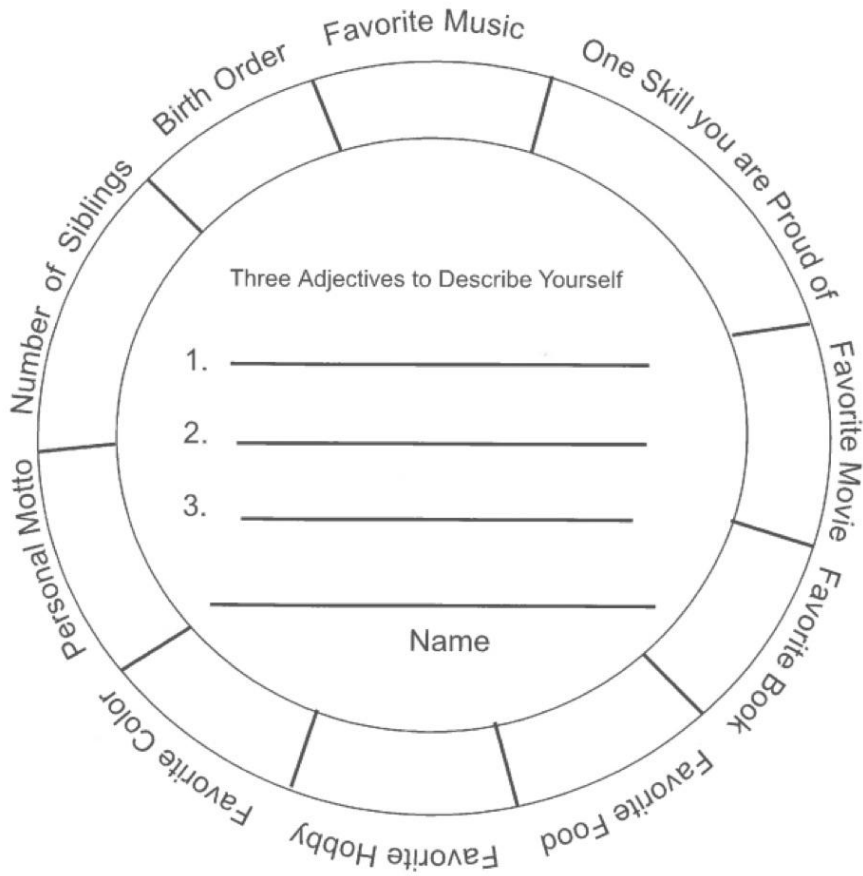 Favorite Music
One Skill you are Proud of
Favorite Movie
Favorite Book
Favorite Food
Favorite Hobby
Favorite Color
Personal Motto
Number of Siblings
Birth Order
Three Adjectives to Describe Yourself
1.
2.
3.
Name